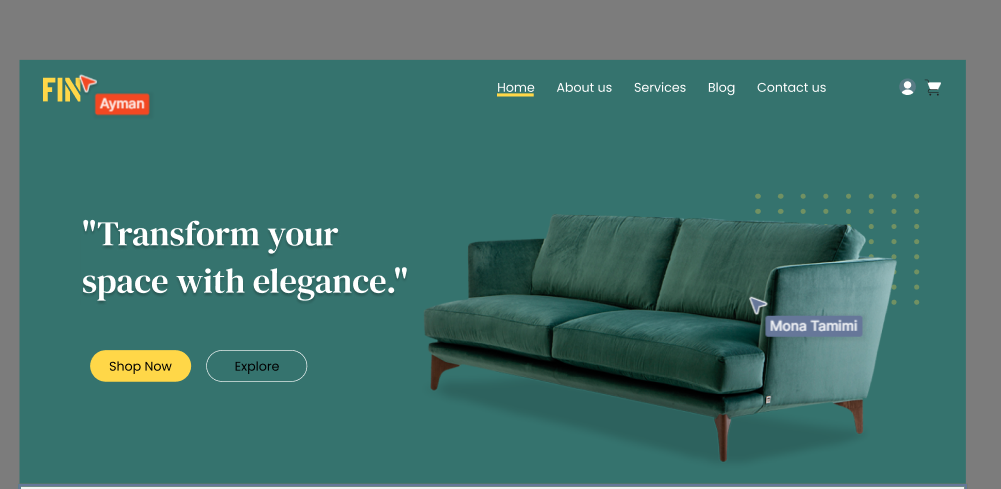 FIN
Ayman
Home About us Services Blog Contact us
"Transform your
space with elegance."
Mona Tamimi
Shop Now Explore